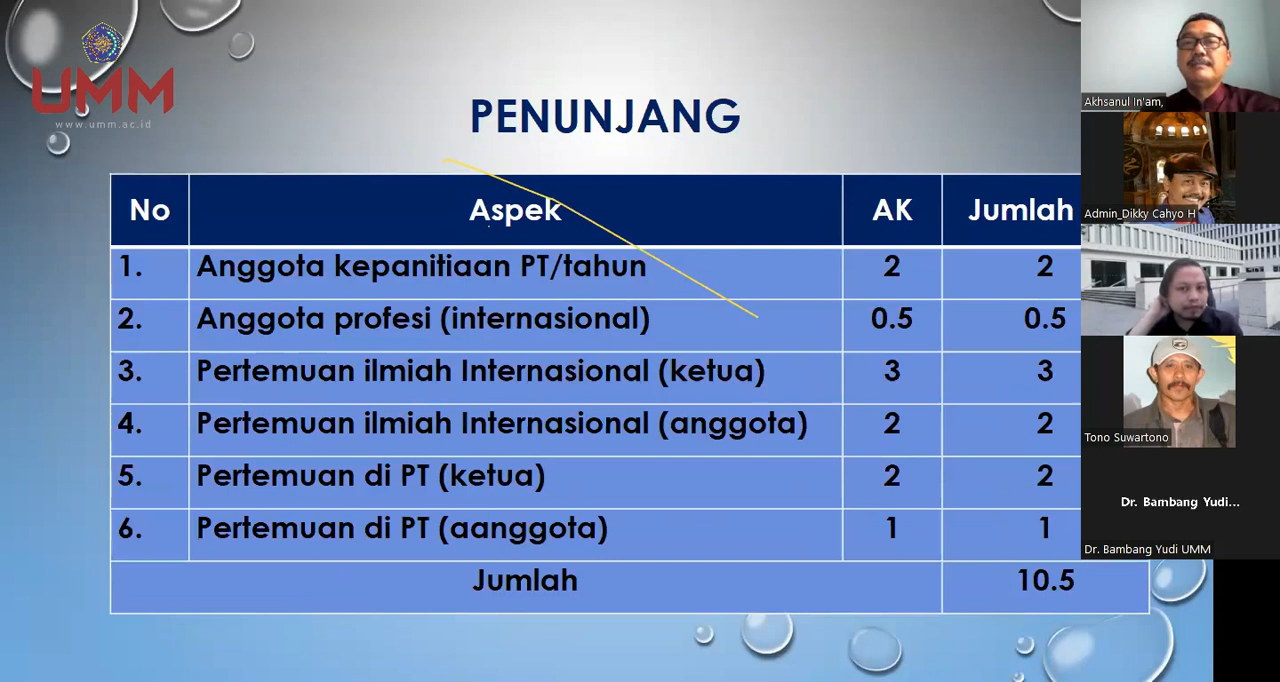 UMM
www.umm.ac.id
PENUNJANG
No Aspek AK Jumlah
1. Anggota kepanitiaan PT/tahun 2 2
2. Anggota profesi (internasional) 0.5 0.5
3. Pertemuan ilmiah Internasional (ketua) 3 3
4. Pertemuan ilmiah Internasional (anggota) 2 2
5. Pertemuan di PT (ketua) 2 2
6. Pertemuan di PT (aanggota) 1 1
Jumlah 10.5
Akhsanul In'am,
Admin_Dikky Cahyo H
Tono Suwartono
Dr. Bambang Yudi...
Dr. Bambang Yudi UMM